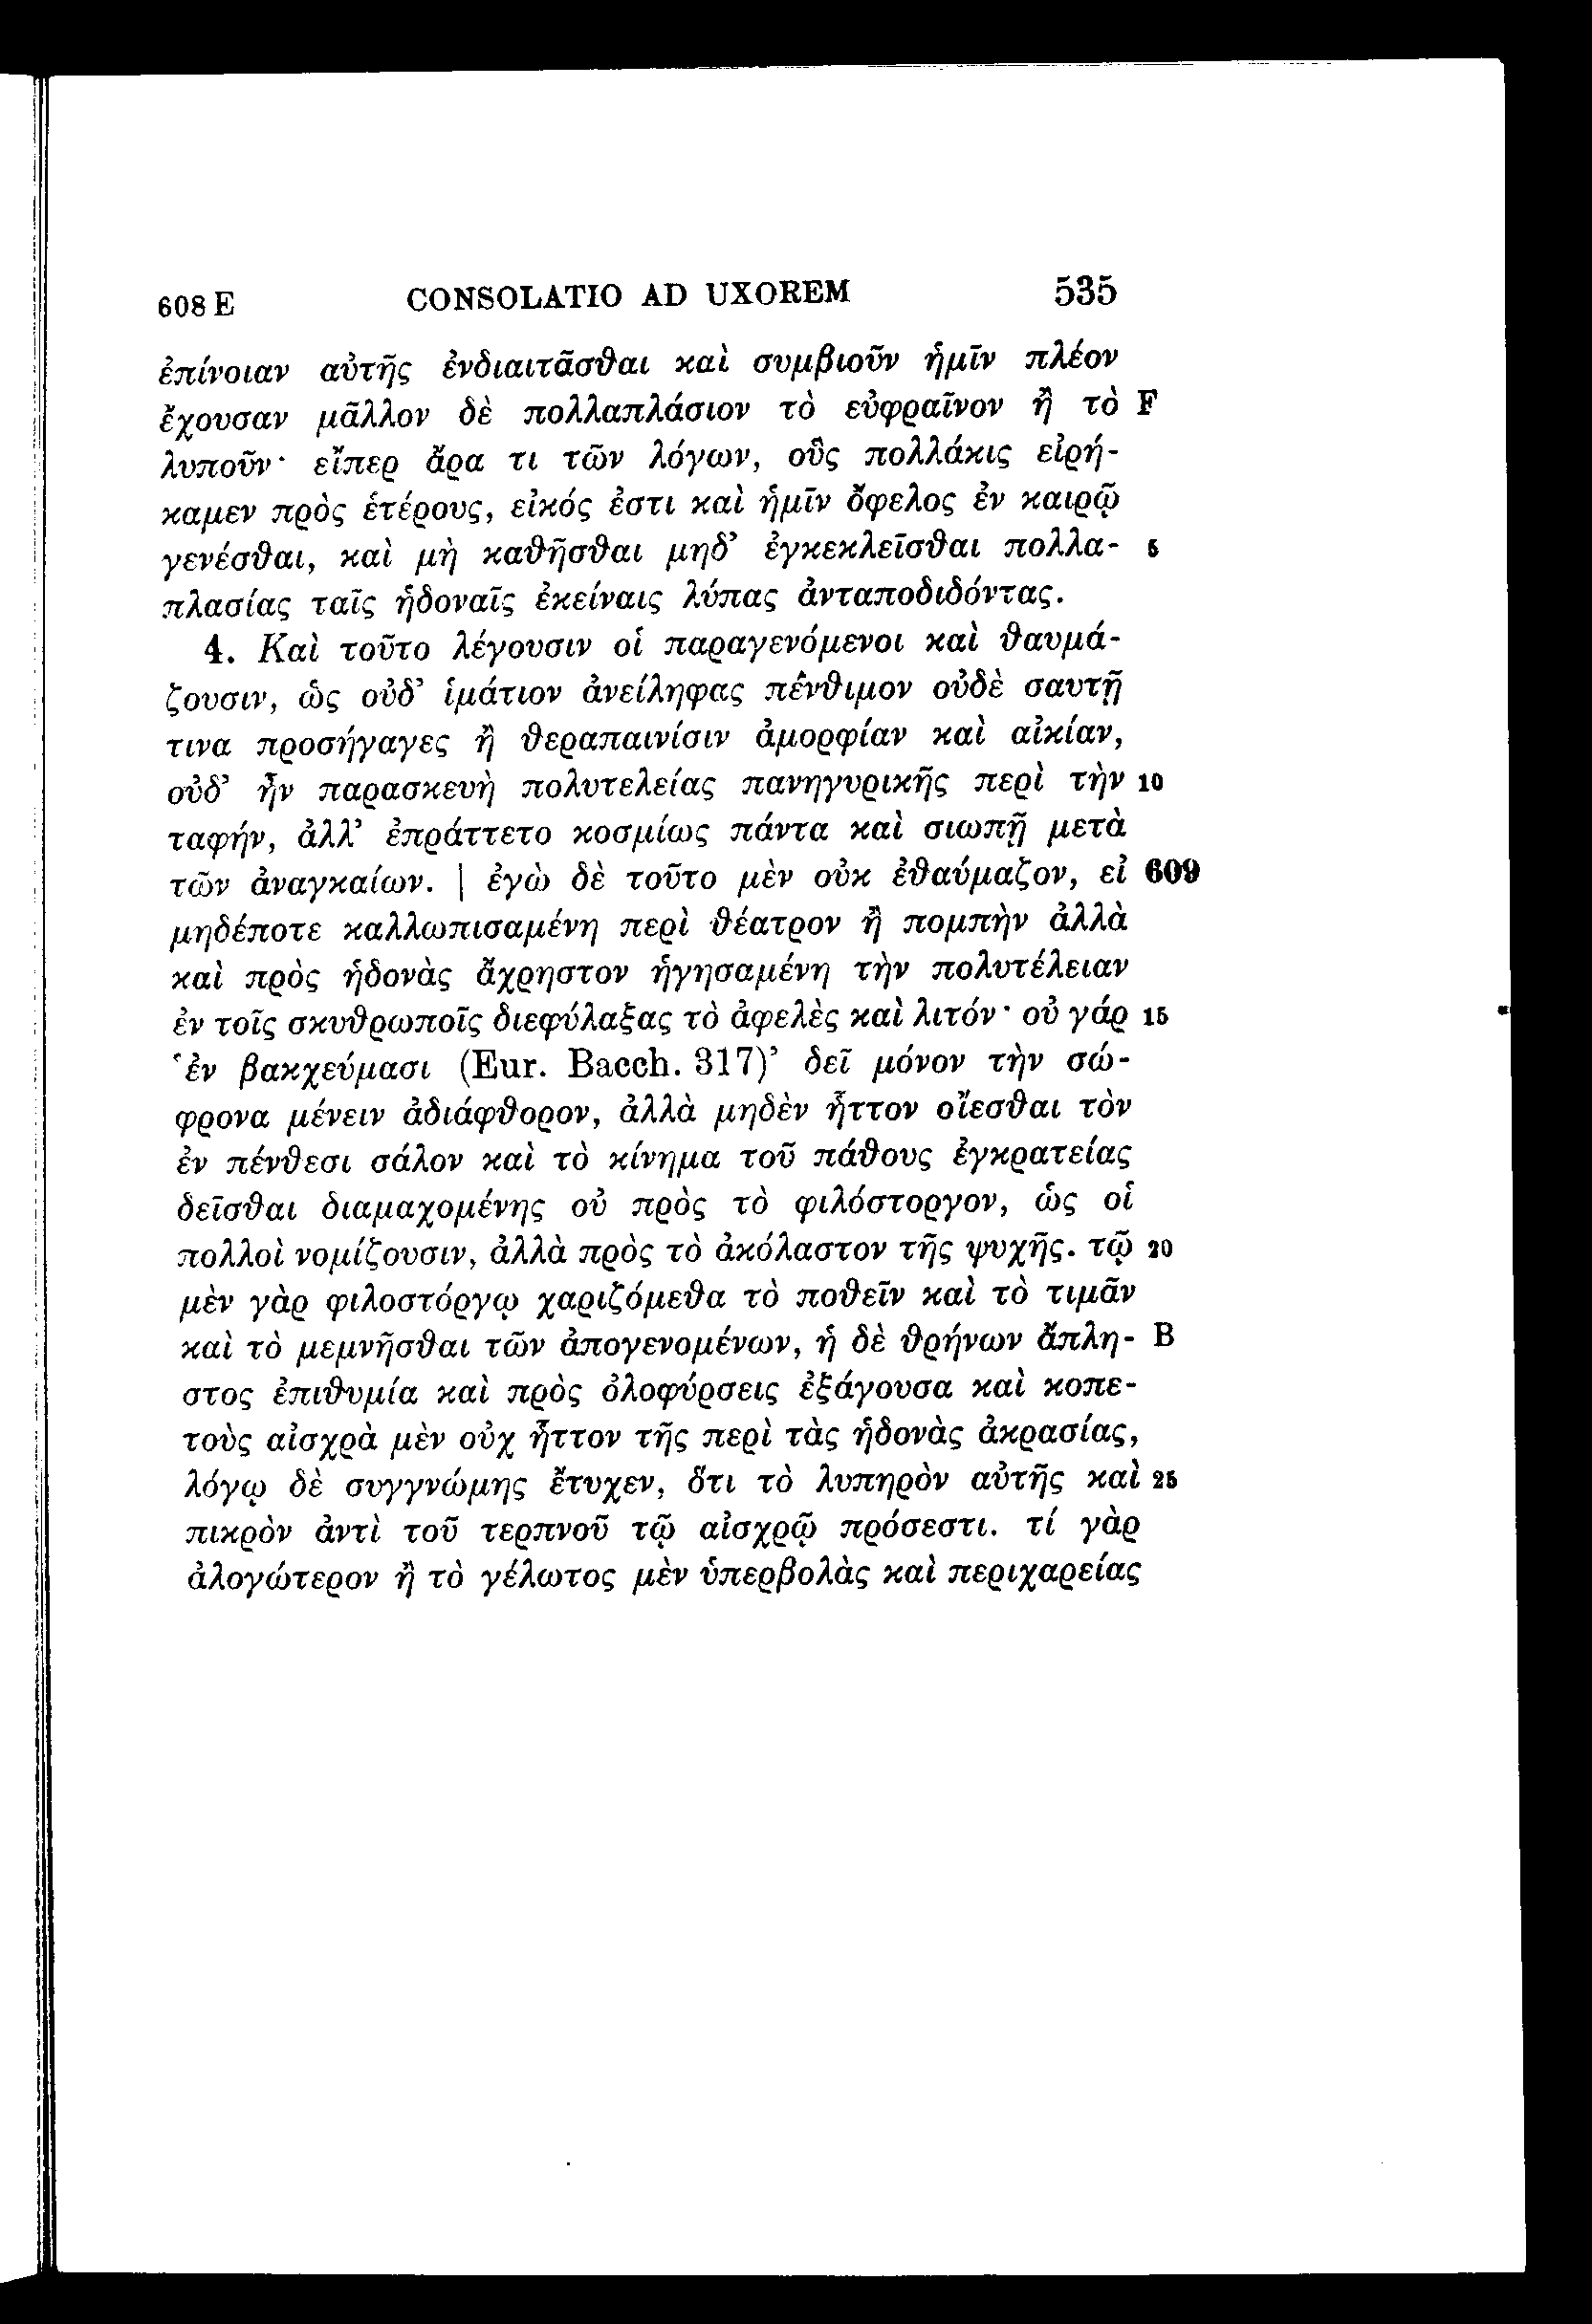 608 E CONSOLATIO AD UXOREM 535
ἐπίνοιαν αὐτῆς ἐνδιαιτᾶσθαι καὶ συμβιοῦν ἡμῖν πλέον
ἔχουσαν μᾶλλον δὲ πολλαπλάσιον τὸ εὐφραῖνον ἢ τὸ F
λυποῦν· εἴπερ ἄρα τι τῶν λόγων, οὓς πολλάκις εἰρή-
καμεν πρὸς ἑτέρους, εἰκός ἐστι καὶ ἡμῖν ὄφελος ἐν καιρῷ
γενέσθαι, καὶ μὴ καθῆσθαι μηδ’ ἐγκεκλεῖσθαι πολλα- 5
πλασίας ταῖς ἡδοναῖς ἐκείναις λύπας ἀνταποδιδόντας.
4. Καὶ τοῦτο λέγουσιν οἱ παραγενόμενοι καὶ θαυμά-
ζουσιν, ὡς οὐδ’ ἱμάτιον ἀνείληφας πένθιμον οὐδὲ σαυτῇ
τινα προσήγαγες ἢ θεραπαινίσιν ἀμορφίαν καὶ αἰκίαν,
οὐδ’ ἦν παρασκευὴ πολυτελείας πανηγυρικῆς περὶ τὴν 10
ταφήν, ἀλλ’ ἐπράττετο κοσμίως πάντα καὶ σιωπῇ μετὰ
τῶν ἀναγκαίων. | ἐγὼ δὲ τοῦτο μὲν οὐκ ἐθαύμαζον, εἰ 609
μηδέποτε καλλωπισαμένη περὶ θέατρον ἢ πομπὴν ἀλλὰ
καὶ πρὸς ἡδονὰς ἄχρηστον ἡγησαμένη τὴν πολυτέλειαν
ἐν τοῖς σκυθρωποῖς διεφύλαξας τὸ ἀφελὲς καὶ λιτόν· οὐ γάρ 15
‘ἐν βακχεύμασι (Eur. Bacch. 317)’ δεῖ μόνον τὴν σώ-
φρονα μένειν ἀδιάφθορον, ἀλλὰ μηδὲν ἧττον οἴεσθαι τὸν
ἐν πένθεσι σάλον καὶ τὸ κίνημα τοῦ πάθους ἐγκρατείας
δεῖσθαι διαμαχομένης οὐ πρὸς τὸ φιλόστοργον, ὡς οἱ
πολλοὶ νομίζουσιν, ἀλλὰ πρὸς τὸ ἀκόλαστον τῆς ψυχῆς. τῷ 20
μὲν γὰρ φιλοστόργῳ χαριζόμεθα τὸ ποθεῖν καὶ τὸ τιμᾶν
καὶ τὸ μεμνῆσθαι τῶν ἀπογενομένων, ἡ δὲ θρήνων ἄπλη- B
στος ἐπιθυμία καὶ πρὸς ὀλοφύρσεις ἐξάγουσα καὶ κοπε-
τοὺς αἰσχρὰ μὲν οὐχ ἧττον τῆς περὶ τὰς ἡδονὰς ἀκρασίας,
λόγῳ δὲ συγγνώμης ἔτυχεν, ὅτι τὸ λυπηρὸν αὐτῆς καὶ 25
πικρὸν ἀντὶ τοῦ τερπνοῦ τῷ αἰσχρῷ πρόσεστι. τί γὰρ
ἀλογώτερον ἢ τὸ γέλωτος μὲν ὑπερβολὰς καὶ περιχαρείας